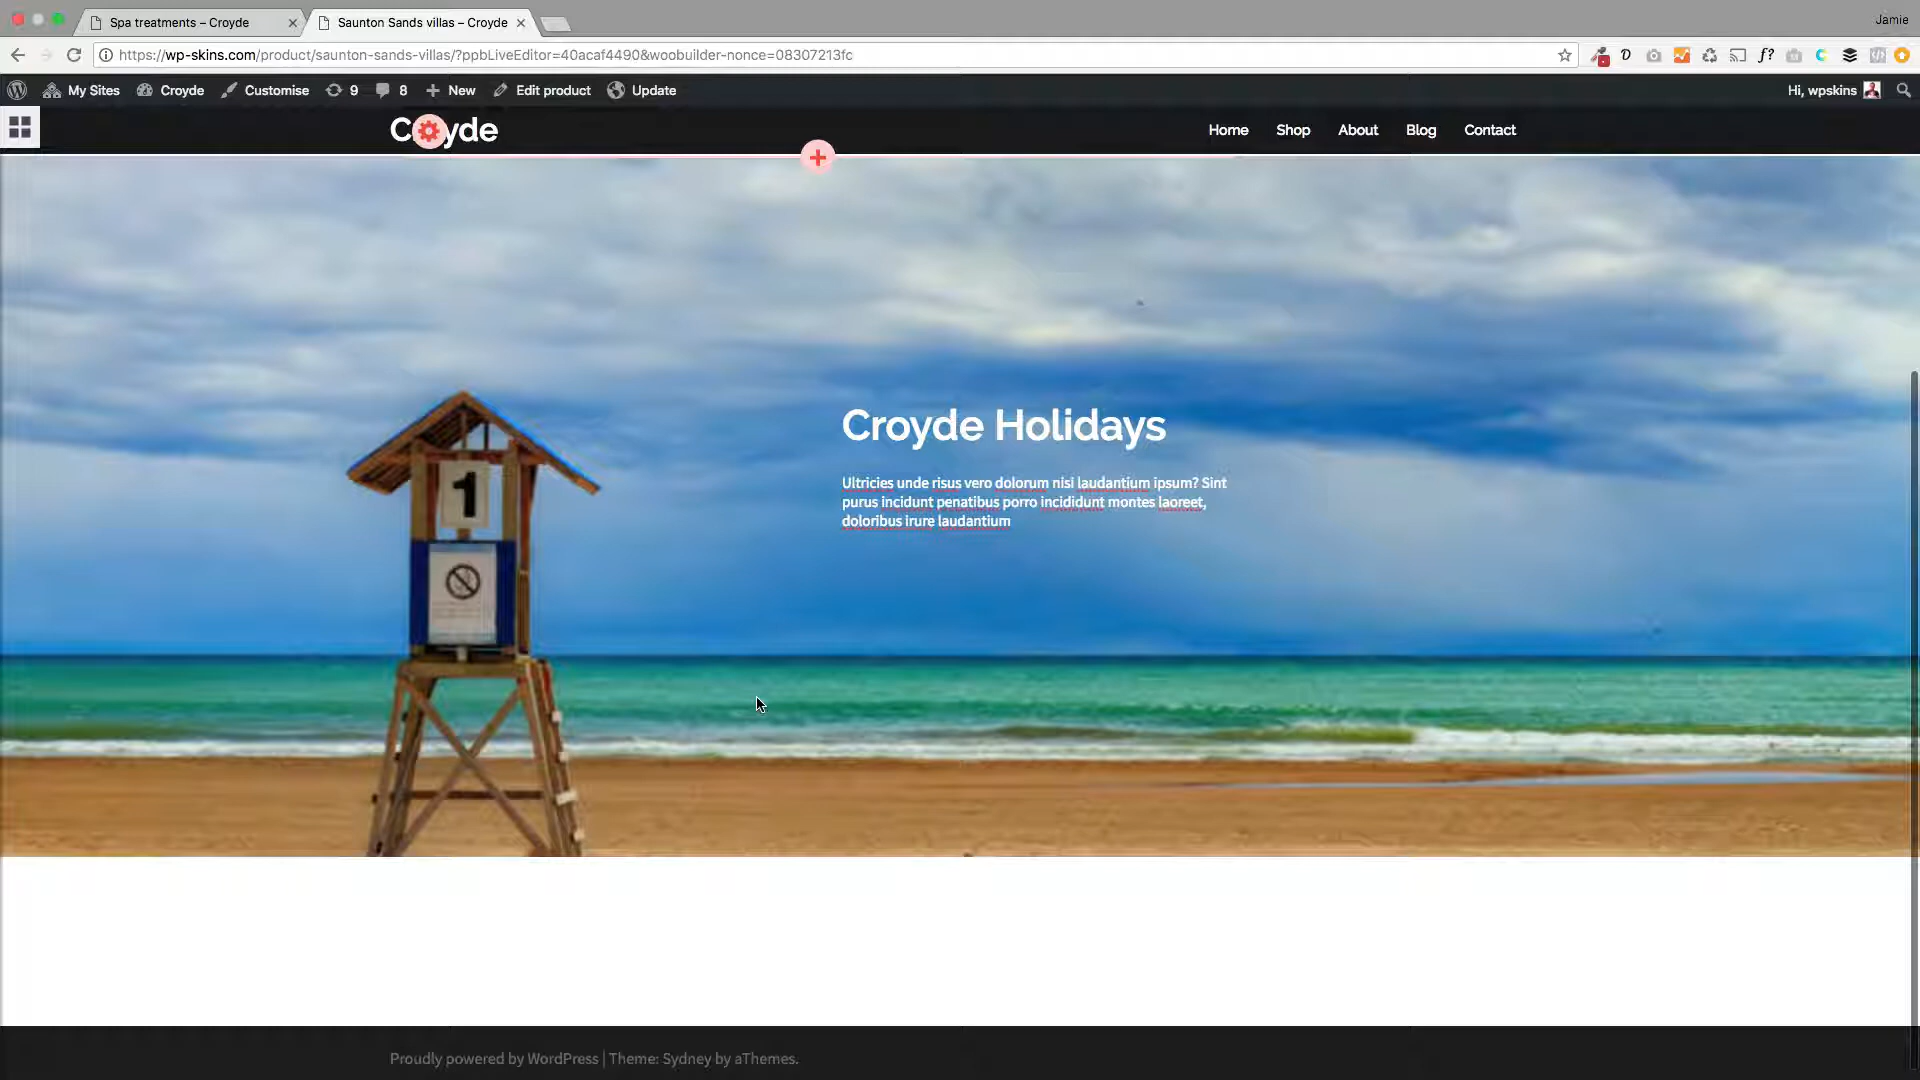 Jamie
Spa treatments – Croyde
Saunton Sands villas – Croyde
https://wp-skins.com/product/saunton-sands-villas/?ppbLiveEditor=40acaf4490&woobuilder-nonce=08307213fc
My Sites
Croyde
Customise
9
8
New
Edit product
Update
Hi, wpskins
Home
Shop
About
Blog
Contact
1
Croyde Holidays
Ultricies unde risus vero dolorum nisi laudantium ipsum? Sint
purus incidunt penatibus porro incididunt montes laoreet,
doloribus irure laudantium
Proudly powered by WordPress | Theme: Sydney by aThemes.